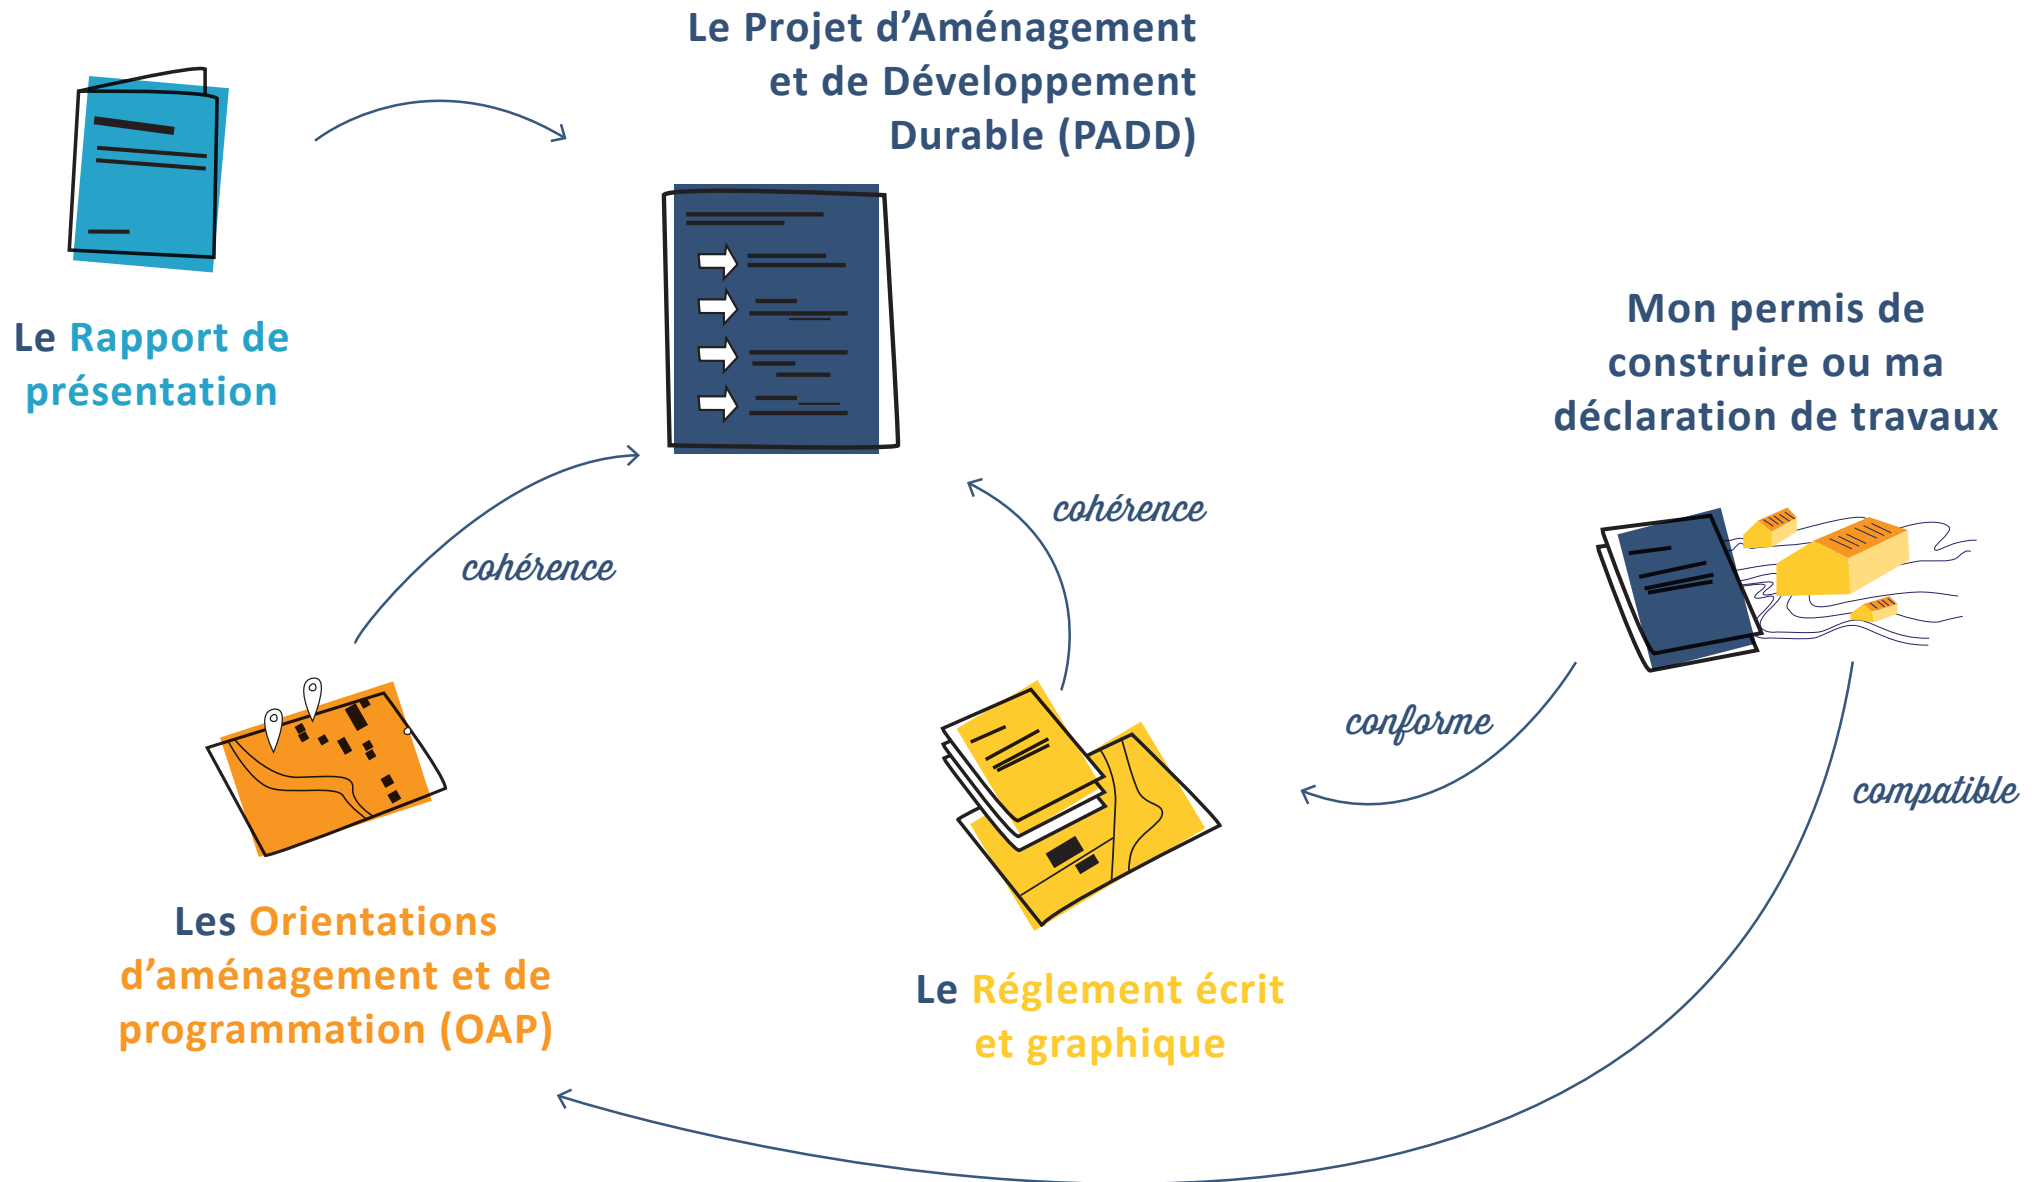 Le Projet d’Aménagement
et de Développement
Durable (PADD)
Le Rapport de
présentation
Mon permis de
construire ou ma
déclaration de travaux
cohérence
cohérence
conforme
compatible
Les Orientations
d’aménagement et de
programmation (OAP)
Le Réglement écrit
et graphique